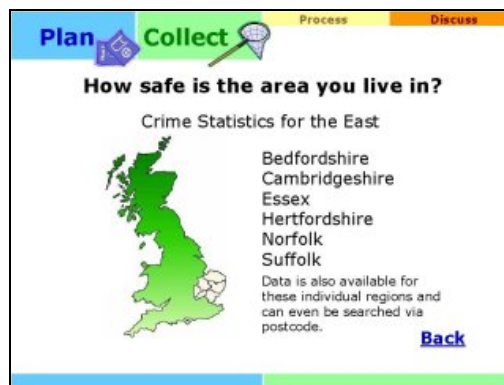 Plan Collect Process Discuss
How safe is the area you live in?
Crime Statistics for the East
Bedfordshire
Cambridgeshire
Essex
Hertfordshire
Norfolk
Suffolk
Data is also available for
these individual regions and
can even be searched via
postcode.
Back